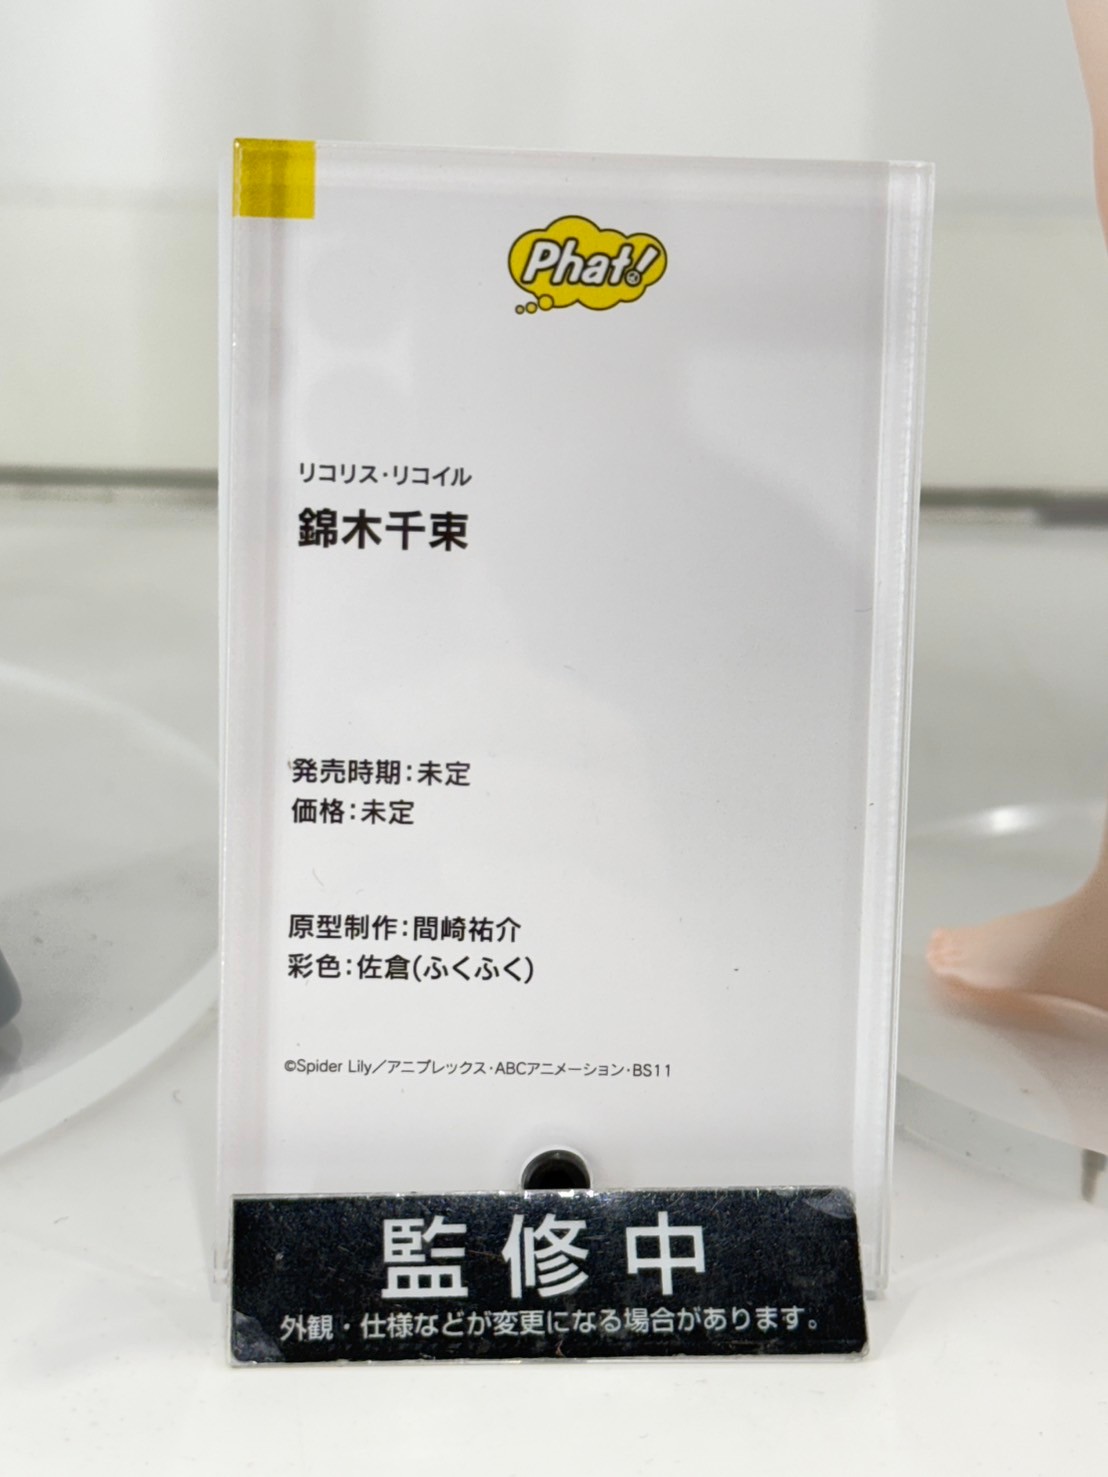 Phat!
リコリス・リコイル
錦木千束
発売時期:未定
価格:未定
原型制作:間崎祐介
彩色:佐倉(ふくふく)
©Spider Lily／アニプレックス・ABCアニメーション・BS11
監修中
外観・仕様などが変更になる場合があります。